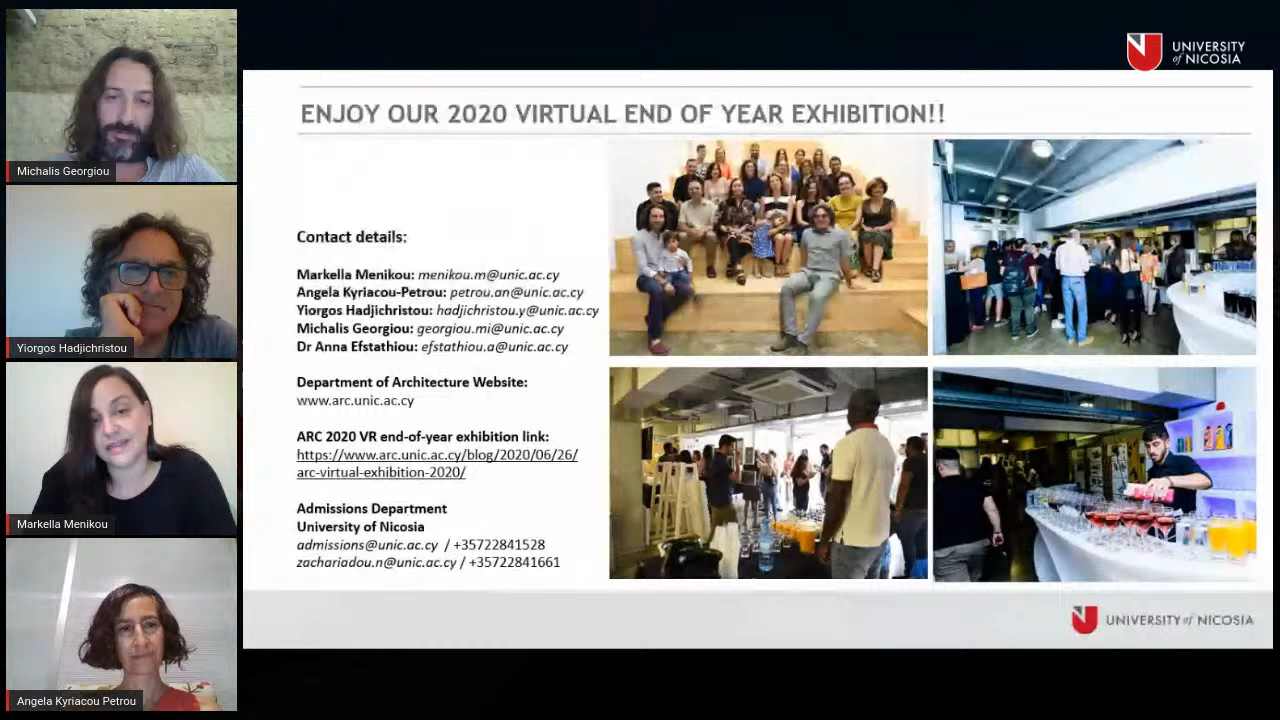 Michalis Georgiou
Yiorgos Hadjichristou
Markella Menikou
Angela Kyriacou Petrou
UNIVERSITY
of NICOSIA
ENJOY OUR 2020 VIRTUAL END OF YEAR EXHIBITION!!
Contact details:
Markella Menikou: menikou.m@unic.ac.cy
Angela Kyriacou-Petrou: petrou.an@unic.ac.cy
Yiorgos Hadjichristou: hadjichristou.y@unic.ac.cy
Michalis Georgiou: georgiou.mi@unic.ac.cy
Dr Anna Efstathiou: efstathiou.a@unic.ac.cy
Department of Architecture Website:
www.arc.unic.ac.cy
ARC 2020 VR end-of-year exhibition link:
https://www.arc.unic.ac.cy/blog/2020/06/26/
arc-virtual-exhibition-2020/
Admissions Department
University of Nicosia
admissions@unic.ac.cy / +35722841528
zachariadou.n@unic.ac.cy / +35722841661
UNIVERSITY of NICOSIA